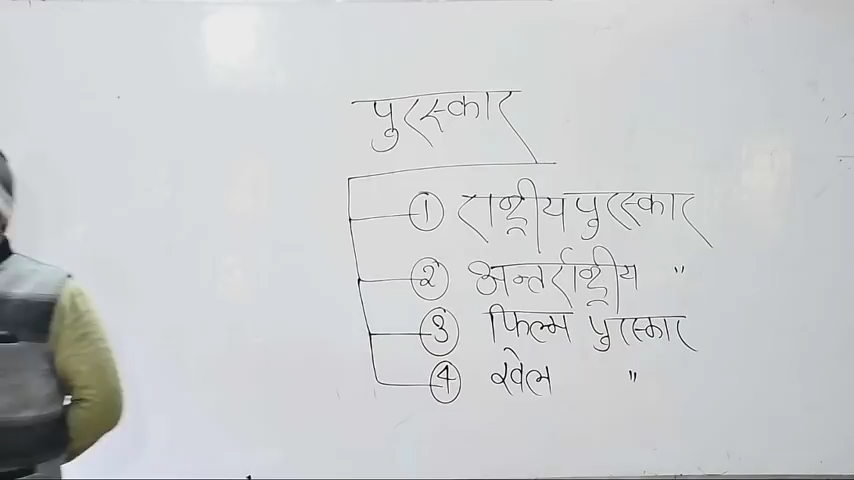 पुरस्कार
① राष्ट्रीय पुरस्कार
② अन्तर्राष्ट्रीय "
③ फिल्म पुरस्कार
④ खेल "